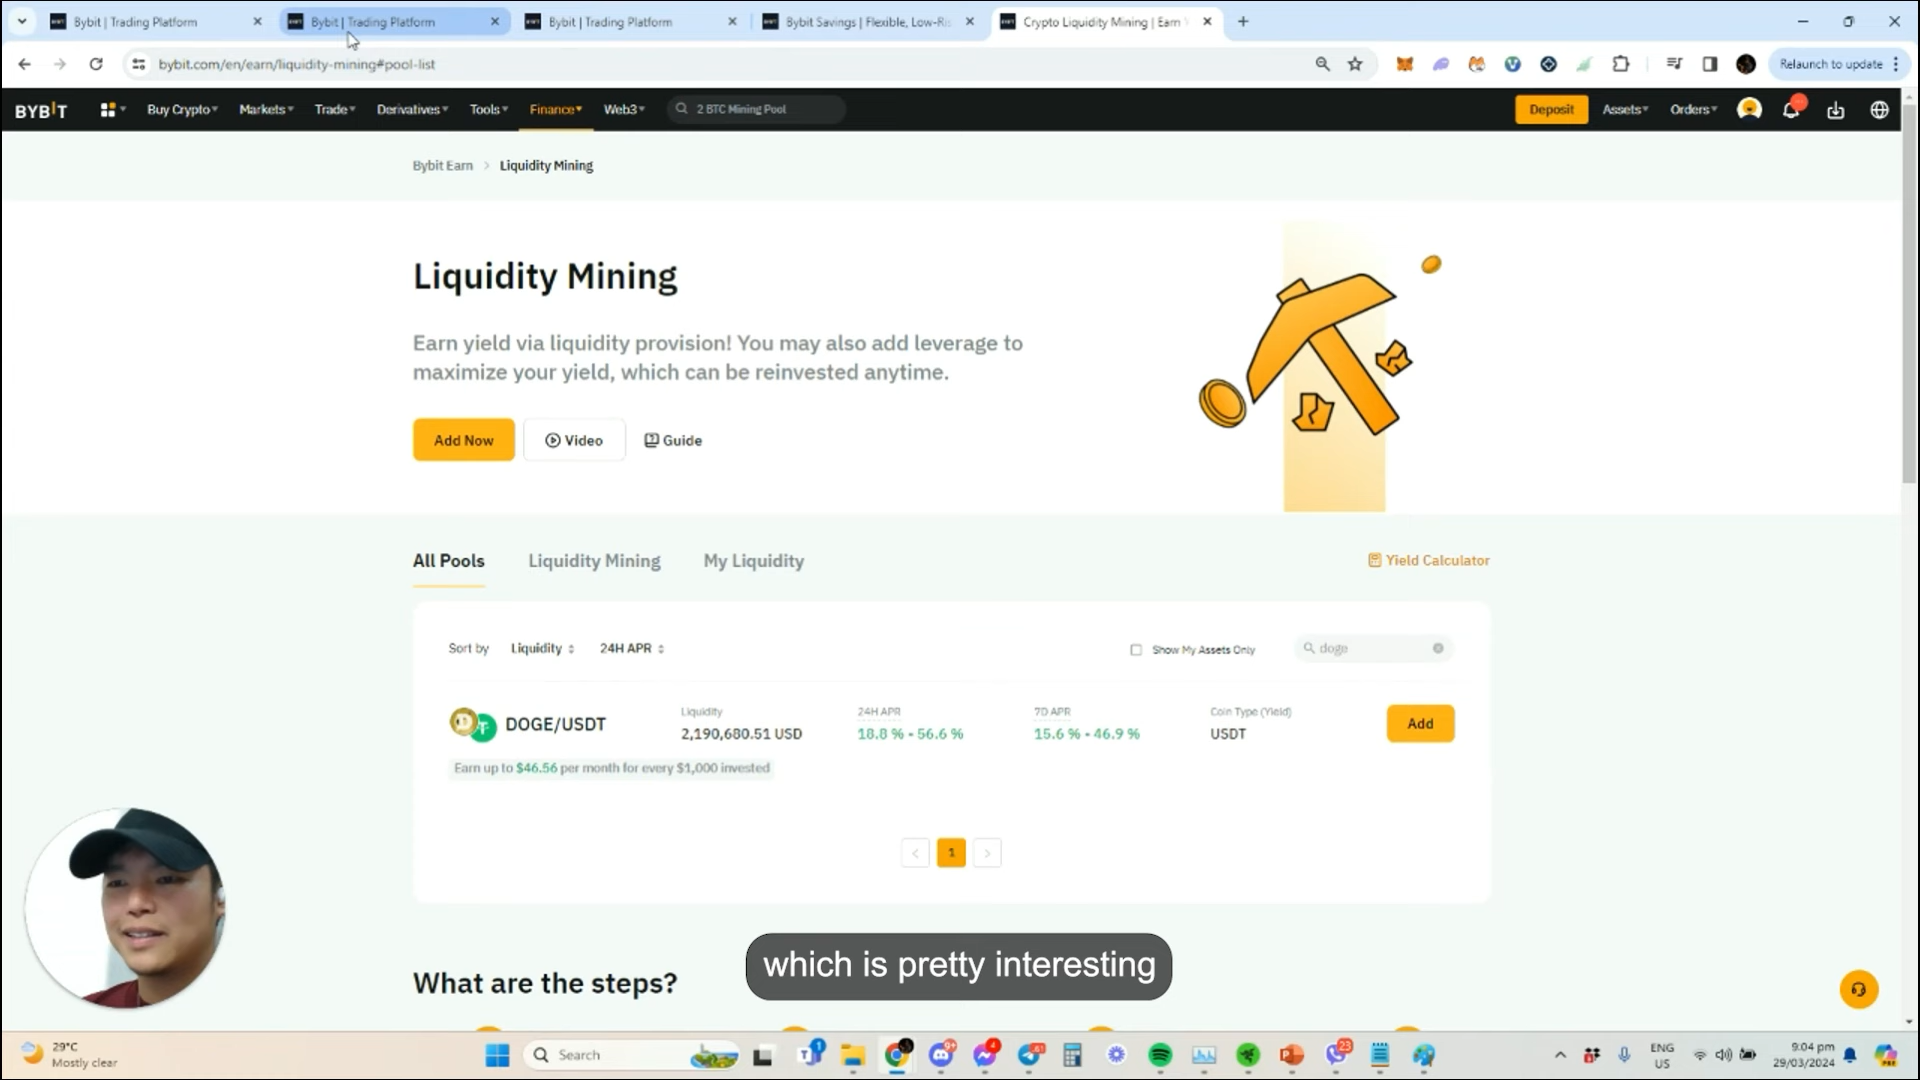 Bybit | Trading Platform
Bybit | Trading Platform
Bybit | Trading Platform
Bybit Savings | Flexible, Low-Ris
Crypto Liquidity Mining | Earn
bybit.com/en/earn/liquidity-mining#pool-list
Relaunch to update
BYBIT
Buy Crypto
Markets
Trade
Derivatives
Tools
Finance
Web3
2 BTC Mining Pool
Deposit
Assets
Orders
Bybit Earn > Liquidity Mining
Liquidity Mining
Earn yield via liquidity provision! You may also add leverage to
maximize your yield, which can be reinvested anytime.
Add Now
Video
Guide
All Pools
Liquidity Mining
My Liquidity
Yield Calculator
Sort by
Liquidity
24H APR
Show My Assets Only
doge
DOGE/USDT
Liquidity
2,190,680.51 USD
24H APR
18.8 % - 56.6 %
7D APR
15.6 % - 46.9 %
Coin Type (Yield)
USDT
Add
Earn up to $46.56 per month for every $1,000 invested
1
What are the steps?
which is pretty interesting
29°C
Mostly clear
Search
ENG
US
9:04 pm
29/03/2024